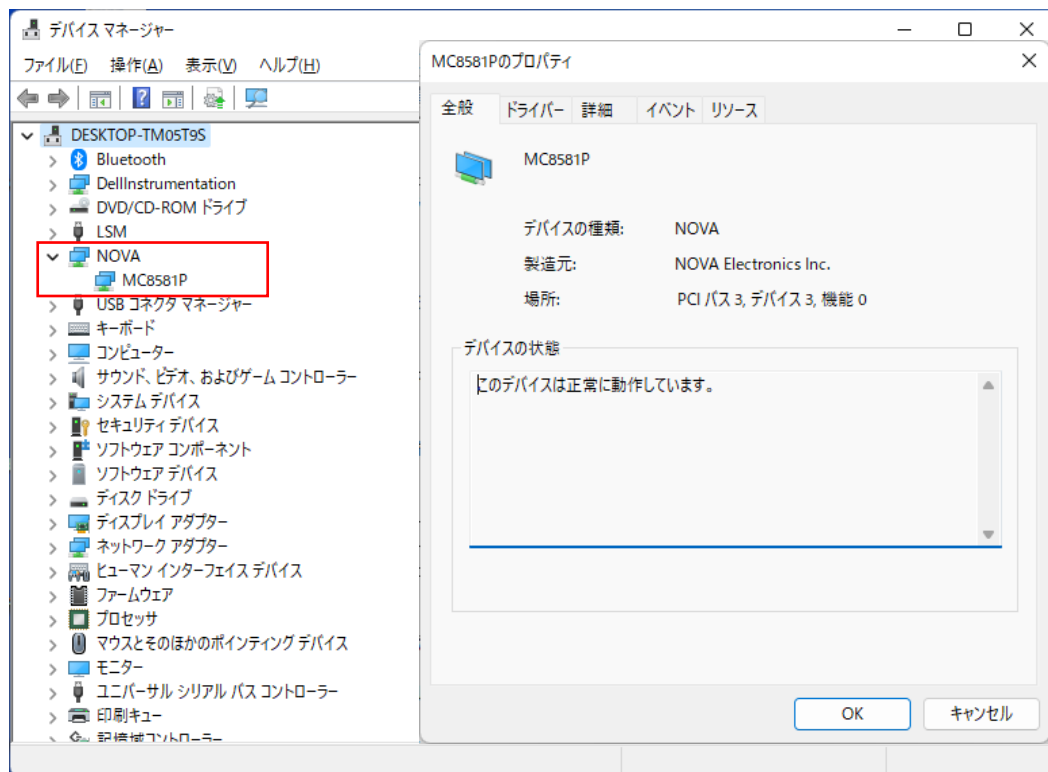 デバイス マネージャー
ファイル(F) 操作(A) 表示(V) ヘルプ(H)
DESKTOP-TM05T9S
Bluetooth
DellInstrumentation
DVD/CD-ROM ドライブ
LSM
NOVA
MC8581P
USB コネクタ マネージャー
キーボード
コンピューター
サウンド、ビデオ、およびゲーム コントローラー
システム デバイス
セキュリティ デバイス
ソフトウェア コンポーネント
ソフトウェア デバイス
ディスク ドライブ
ディスプレイ アダプター
ネットワーク アダプター
ヒューマン インターフェイス デバイス
ファームウェア
プロセッサ
マウスとそのほかのポインティング デバイス
モニター
ユニバーサル シリアル バス コントローラー
印刷キュー
記憶域コントローラー
MC8581Pのプロパティ
全般 ドライバー 詳細 イベント リソース
MC8581P
デバイスの種類: NOVA
製造元: NOVA Electronics Inc.
場所: PCI バス 3, デバイス 3, 機能 0
デバイスの状態
このデバイスは正常に動作しています。
OK キャンセル